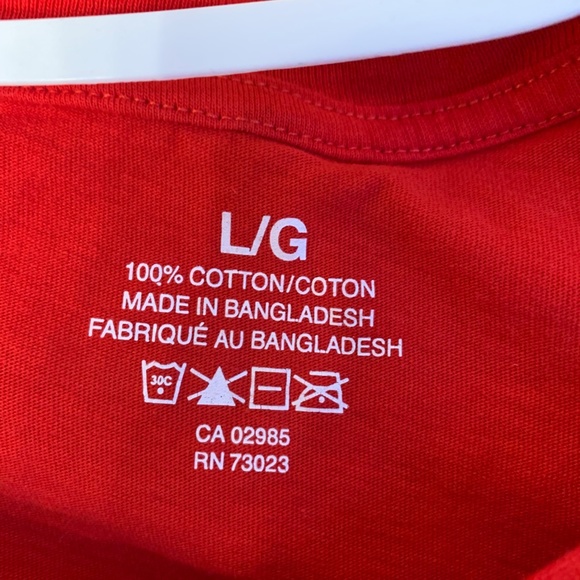 L/G
100% COTTON/COTON
MADE IN BANGLADESH
FABRIQUÉ AU BANGLADESH
30C
CA 02985
RN 73023